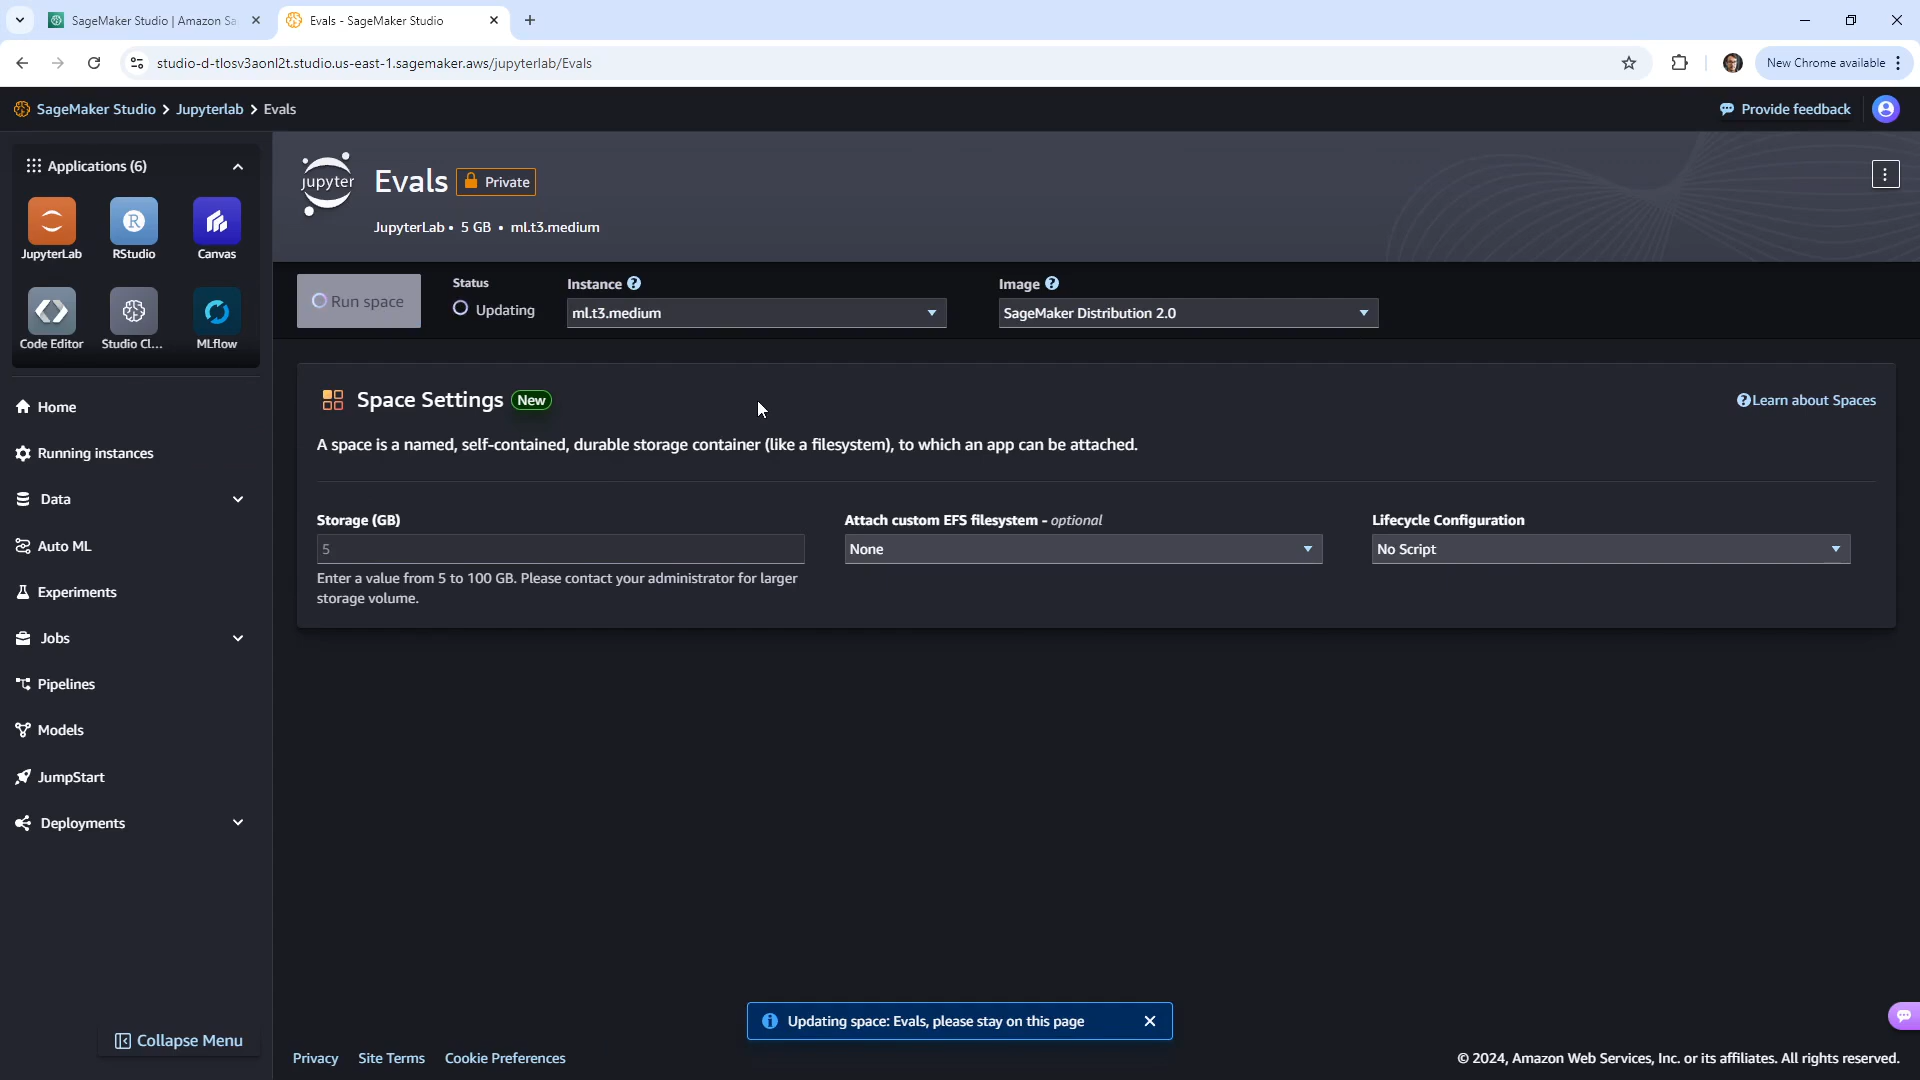 SageMaker Studio | Amazon Sa
Evals - SageMaker Studio
studio-d-tlosv3aonl2t.studio.us-east-1.sagemaker.aws/jupyterlab/Evals
New Chrome available
SageMaker Studio > Jupyterlab > Evals
Provide feedback
Applications (6)
JupyterLab
RStudio
Canvas
Code Editor
Studio Cl...
MLflow
Home
Running instances
Data
Auto ML
Experiments
Jobs
Pipelines
Models
JumpStart
Deployments
Collapse Menu
jupyter
Evals
Private
JupyterLab • 5 GB • ml.t3.medium
Run space
Status
Updating
Instance
ml.t3.medium
Image
SageMaker Distribution 2.0
Space Settings
New
Learn about Spaces
A space is a named, self-contained, durable storage container (like a filesystem), to which an app can be attached.
Storage (GB)
5
Enter a value from 5 to 100 GB. Please contact your administrator for larger
storage volume.
Attach custom EFS filesystem - optional
None
Lifecycle Configuration
No Script
Updating space: Evals, please stay on this page
Privacy
Site Terms
Cookie Preferences
© 2024, Amazon Web Services, Inc. or its affiliates. All rights reserved.